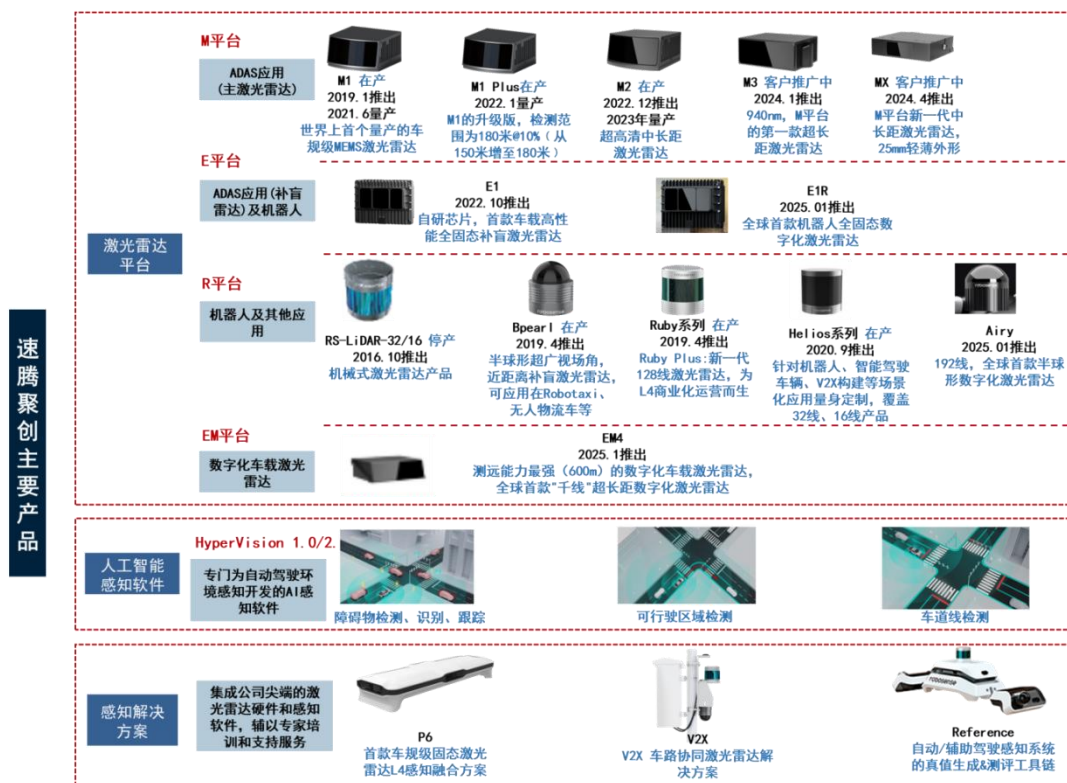 速腾聚创主要产品
激光雷达
平台
M平台
ADAS应用
(主激光雷达)
M1 在产
2019.1推出
2021.6量产
世界上首个量产的车
规级MEMS激光雷达
M1 Plus在产
2022.1量产
M1的升级版，检测范
围为180米@10%（从
150米增至180米）
M2 在产
2022.12推出
2023年量产
超高清中长距
激光雷达
M3 客户推广中
2024.1推出
940nm，M平台
的第一款超长
距激光雷达
MX 客户推广中
2024.4推出
M平台新一代中
长距激光雷达，
25mm轻薄外形
E平台
ADAS应用(补盲
雷达)及机器人
E1
2022.10推出
自研芯片，首款车载高性
能全固态补盲激光雷达
E1R
2025.01推出
全球首款机器人全固态数
字化激光雷达
R平台
机器人及其他应
用
RS-LiDAR-32/16 停产
2016.10推出
机械式激光雷达产品
Bpearl 在产
2019.4推出
半球形超广视场角，
近距离补盲激光雷达，
可应用在Robotaxi、
无人物流车等
Ruby系列 在产
2019.4推出
Ruby Plus:新一代
128线激光雷达，为
L4商业化运营而生
Helios系列 在产
2020.9推出
针对机器人、智能驾驶
车辆、V2X构建等场景
化应用量身定制，覆盖
32线、16线产品
Airy
2025.01推出
192线，全球首款半球
形数字化激光雷达
EM平台
数字化车载激光
雷达
EM4
2025.1推出
测远能力最强（600m）的数字化车载激光雷达，
全球首款"千线"超长距数字化激光雷达
人工智能
感知软件
HyperVision 1.0/2.
专门为自动驾驶环
境感知开发的AI感
知软件
障碍物检测、识别、跟踪
可行驶区域检测
车道线检测
感知解决
方案
集成公司尖端的激
光雷达硬件和感知
软件，辅以专家培
训和支持服务
P6
首款车规级固态激光
雷达L4感知融合方案
V2X
V2X 车路协同激光雷达解
决方案
Reference
自动/辅助驾驶感知系统
的真值生成&测评工具链